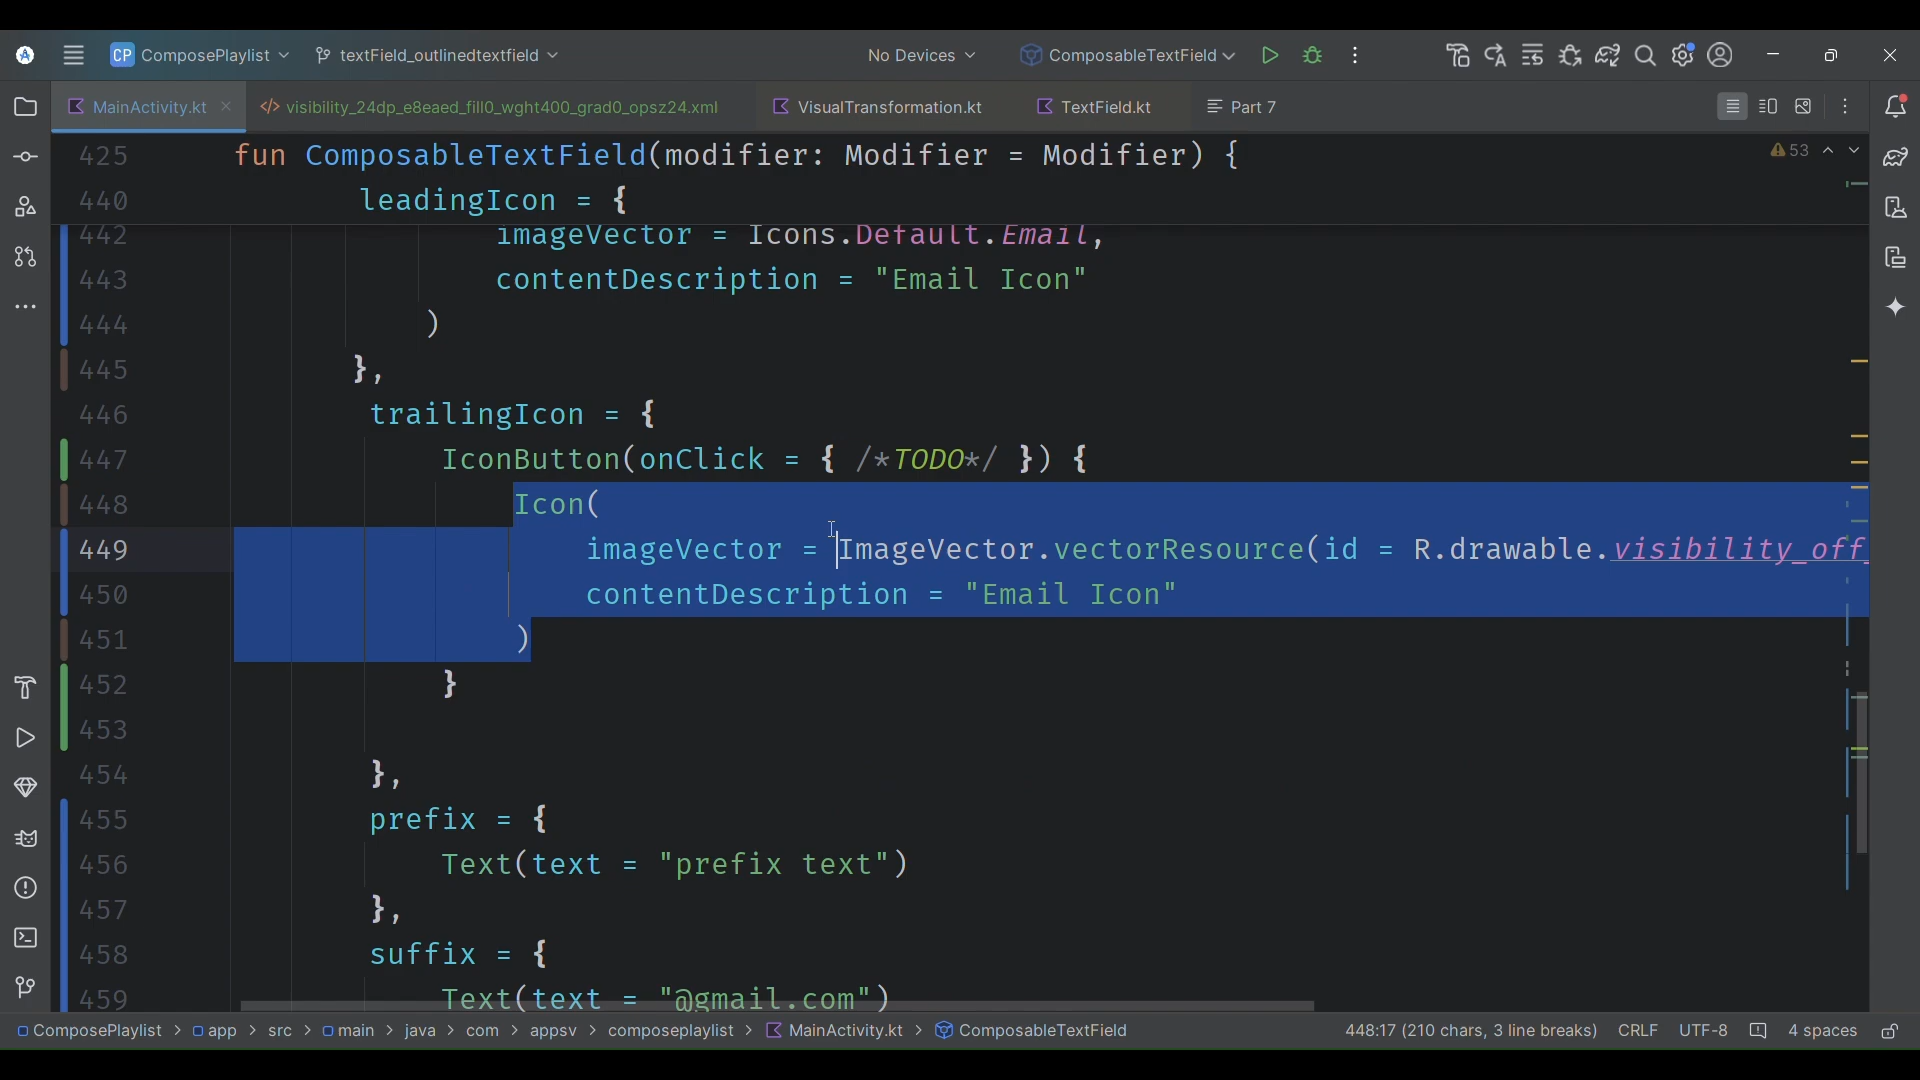 CP ComposePlaylist textField_outlinedtextfield No Devices ComposableTextField
MainActivity.kt visibility_24dp_e8eaed_fill0_wght400_grad0_opsz24.xml VisualTransformation.kt TextField.kt Part 7
425 fun ComposableTextField(modifier: Modifier = Modifier) { 53
440 leadingIcon = {
442 imageVector = Icons.Default.Email,
443 contentDescription = "Email Icon"
444 )
445 },
446 trailingIcon = {
447 IconButton(onClick = { /*TODO*/ }) {
448 Icon(
449 imageVector = ImageVector.vectorResource(id = R.drawable.visibility_off_
450 contentDescription = "Email Icon"
451 )
452 }
453
454 },
455 prefix = {
456 Text(text = "prefix text")
457 },
458 suffix = {
459 Text(text = "@gmail.com")
ComposePlaylist > app > src > main > java > com > appsv > composeplaylist > MainActivity.kt > ComposableTextField 448:17 (210 chars, 3 line breaks) CRLF UTF-8 4 spaces